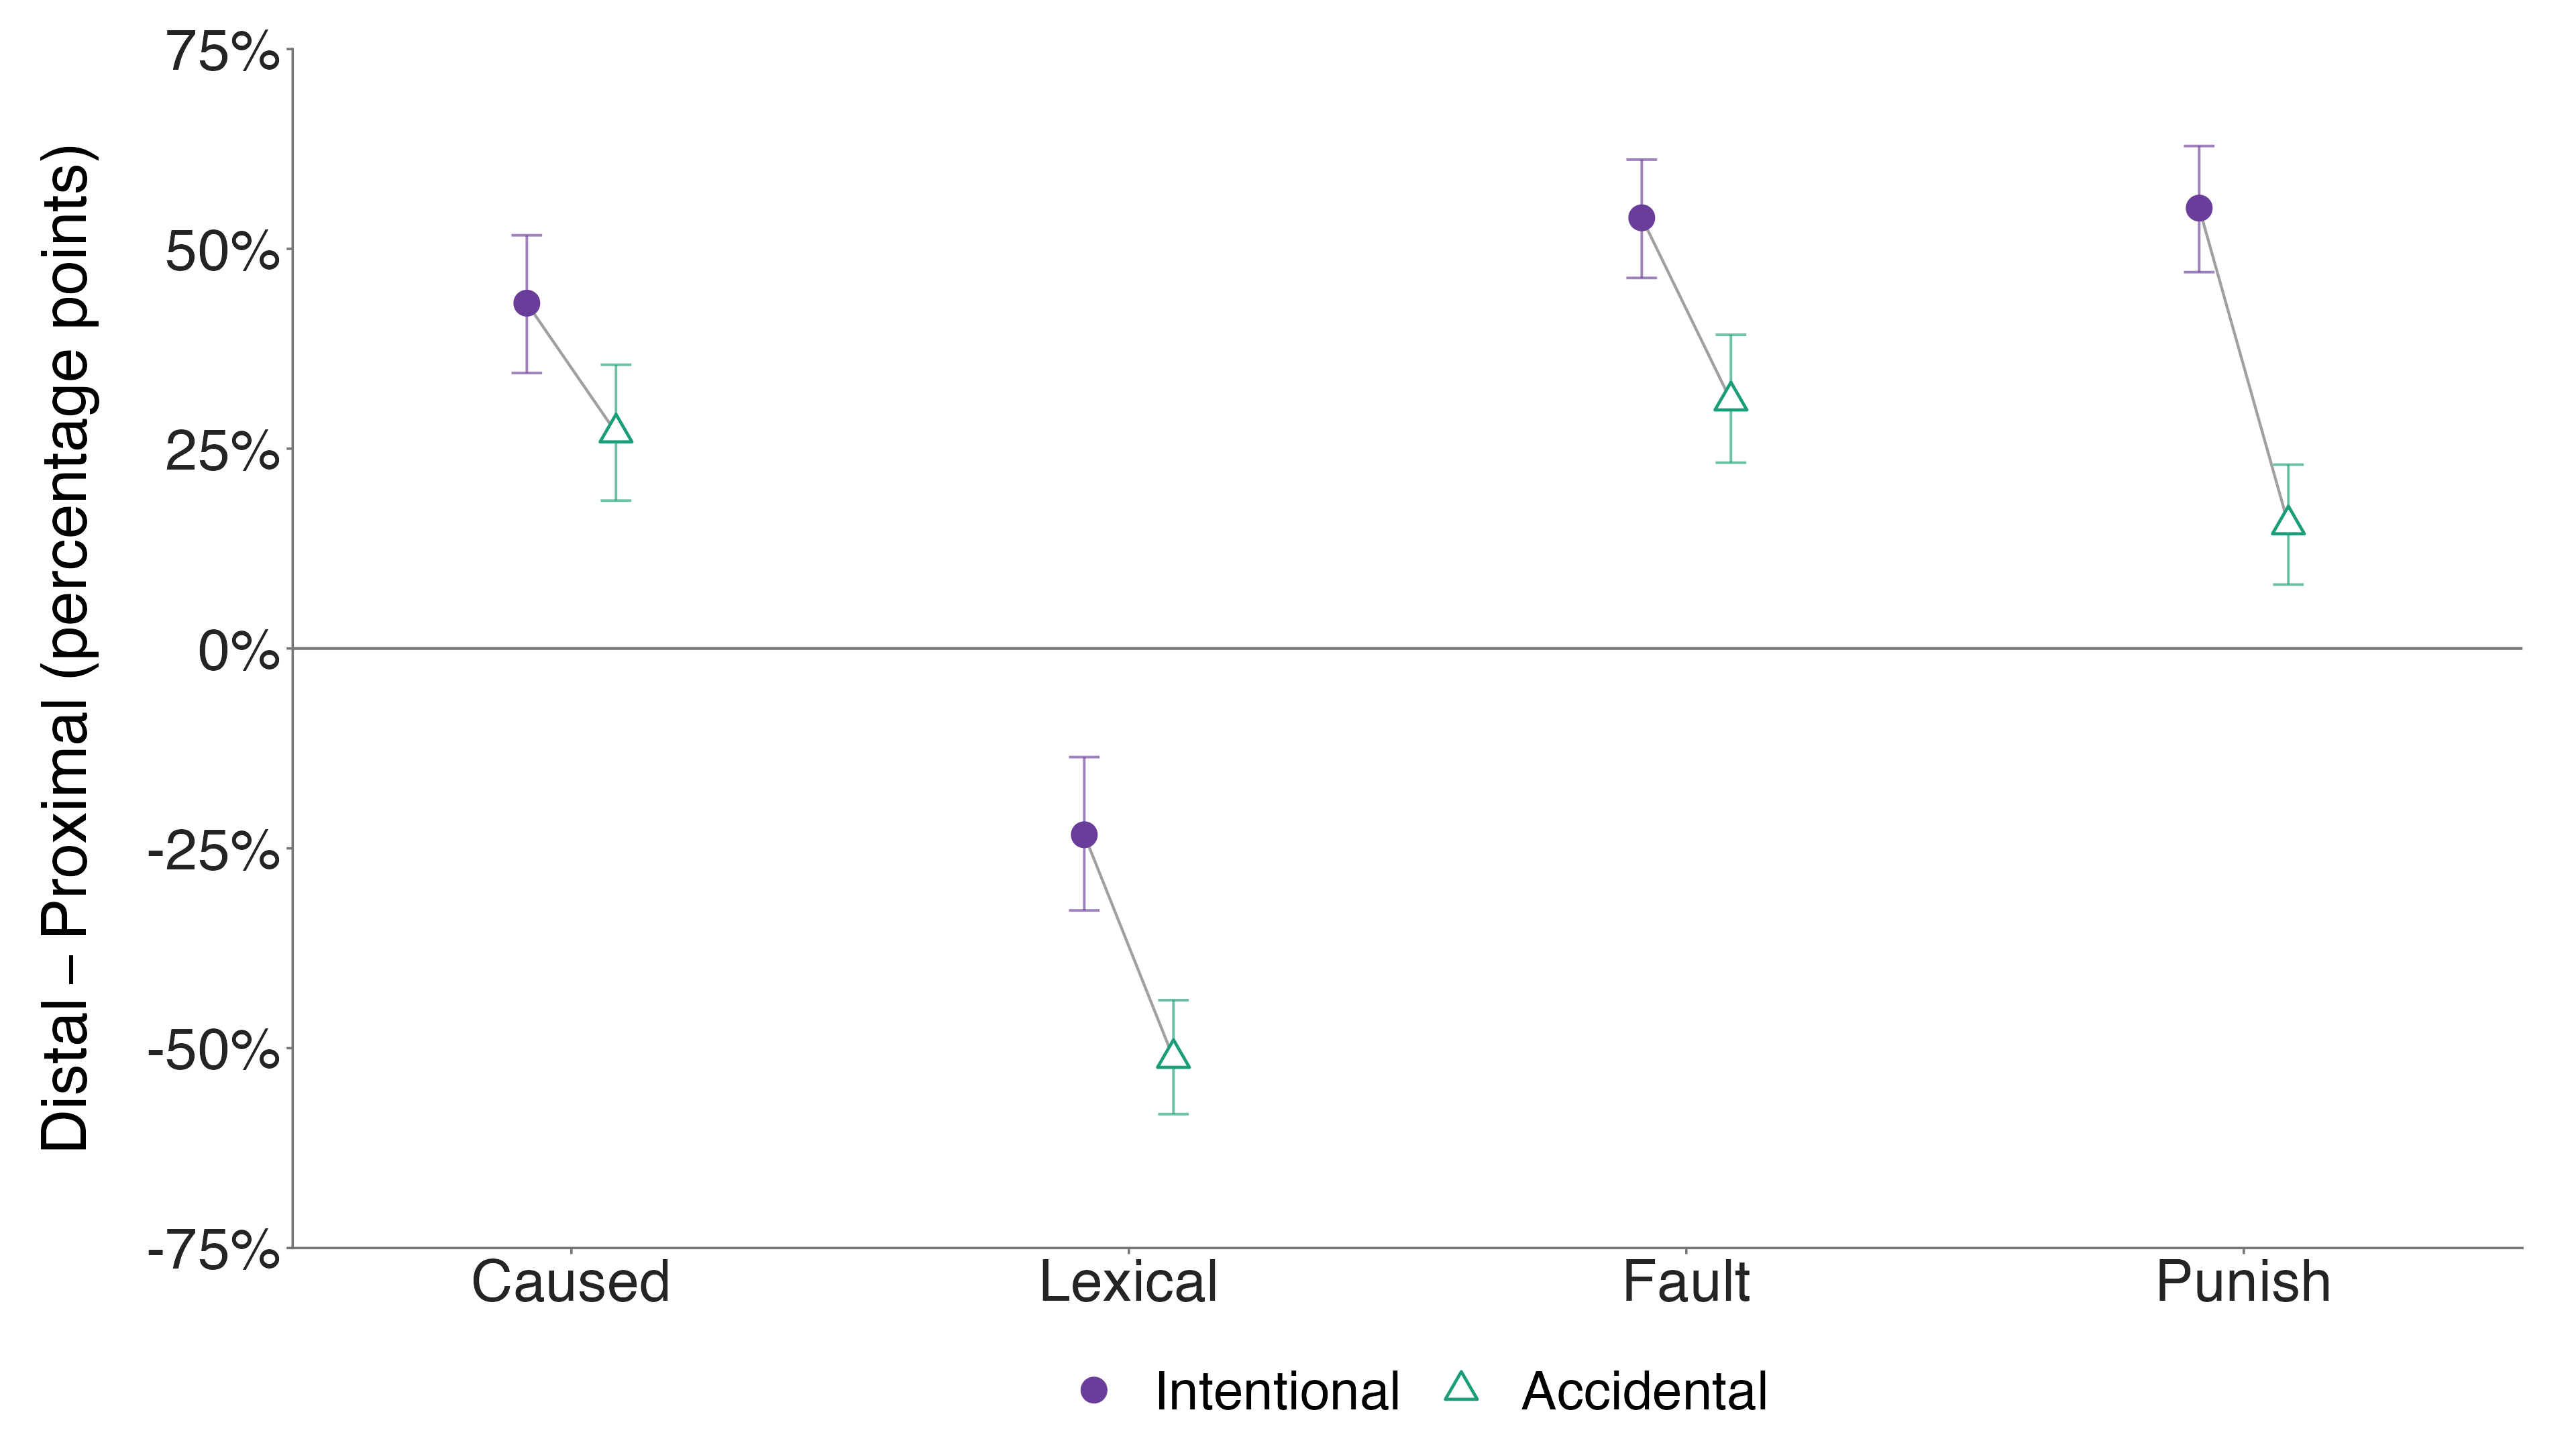 Distal – Proximal (percentage points)
75%
50%
25%
0%
-25%
-50%
-75%
Caused Lexical Fault Punish
Intentional Accidental